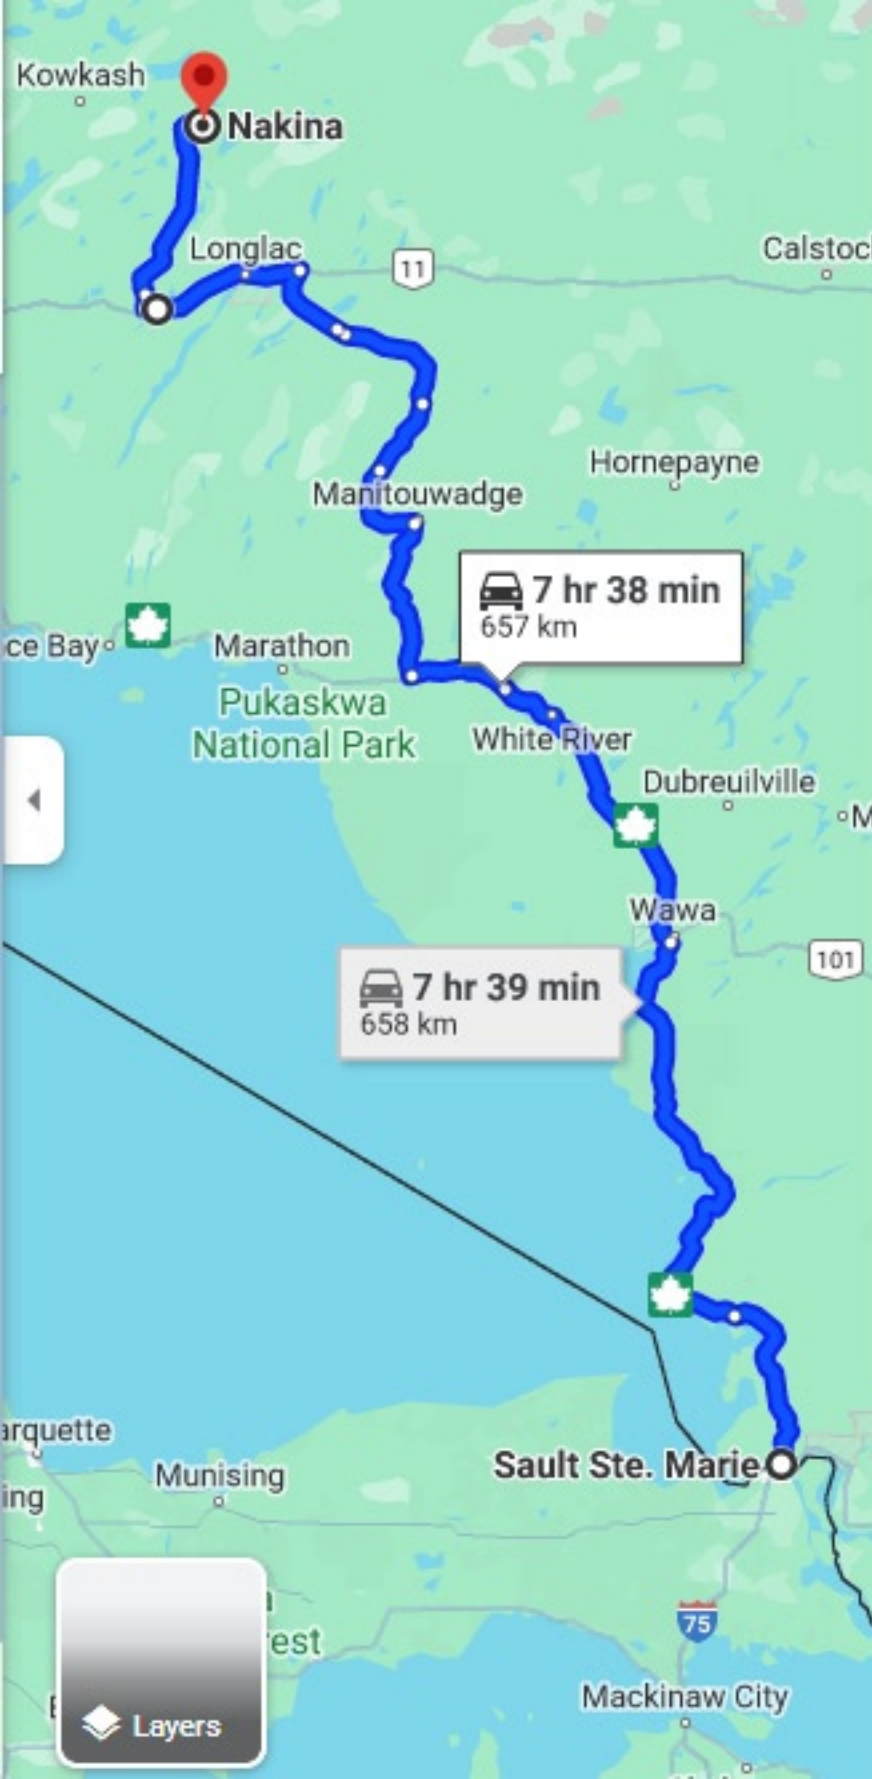 Kowkash
Nakina
Longlac
11
Calstoc
Hornepayne
Manitouwadge
7 hr 38 min
657 km
ce Bay
Marathon
Pukaskwa
National Park
White River
Dubreuilville
M
Wawa
101
7 hr 39 min
658 km
arquette
Sault Ste. Marie
Munising
ing
a
rest
75
Mackinaw City
Layers